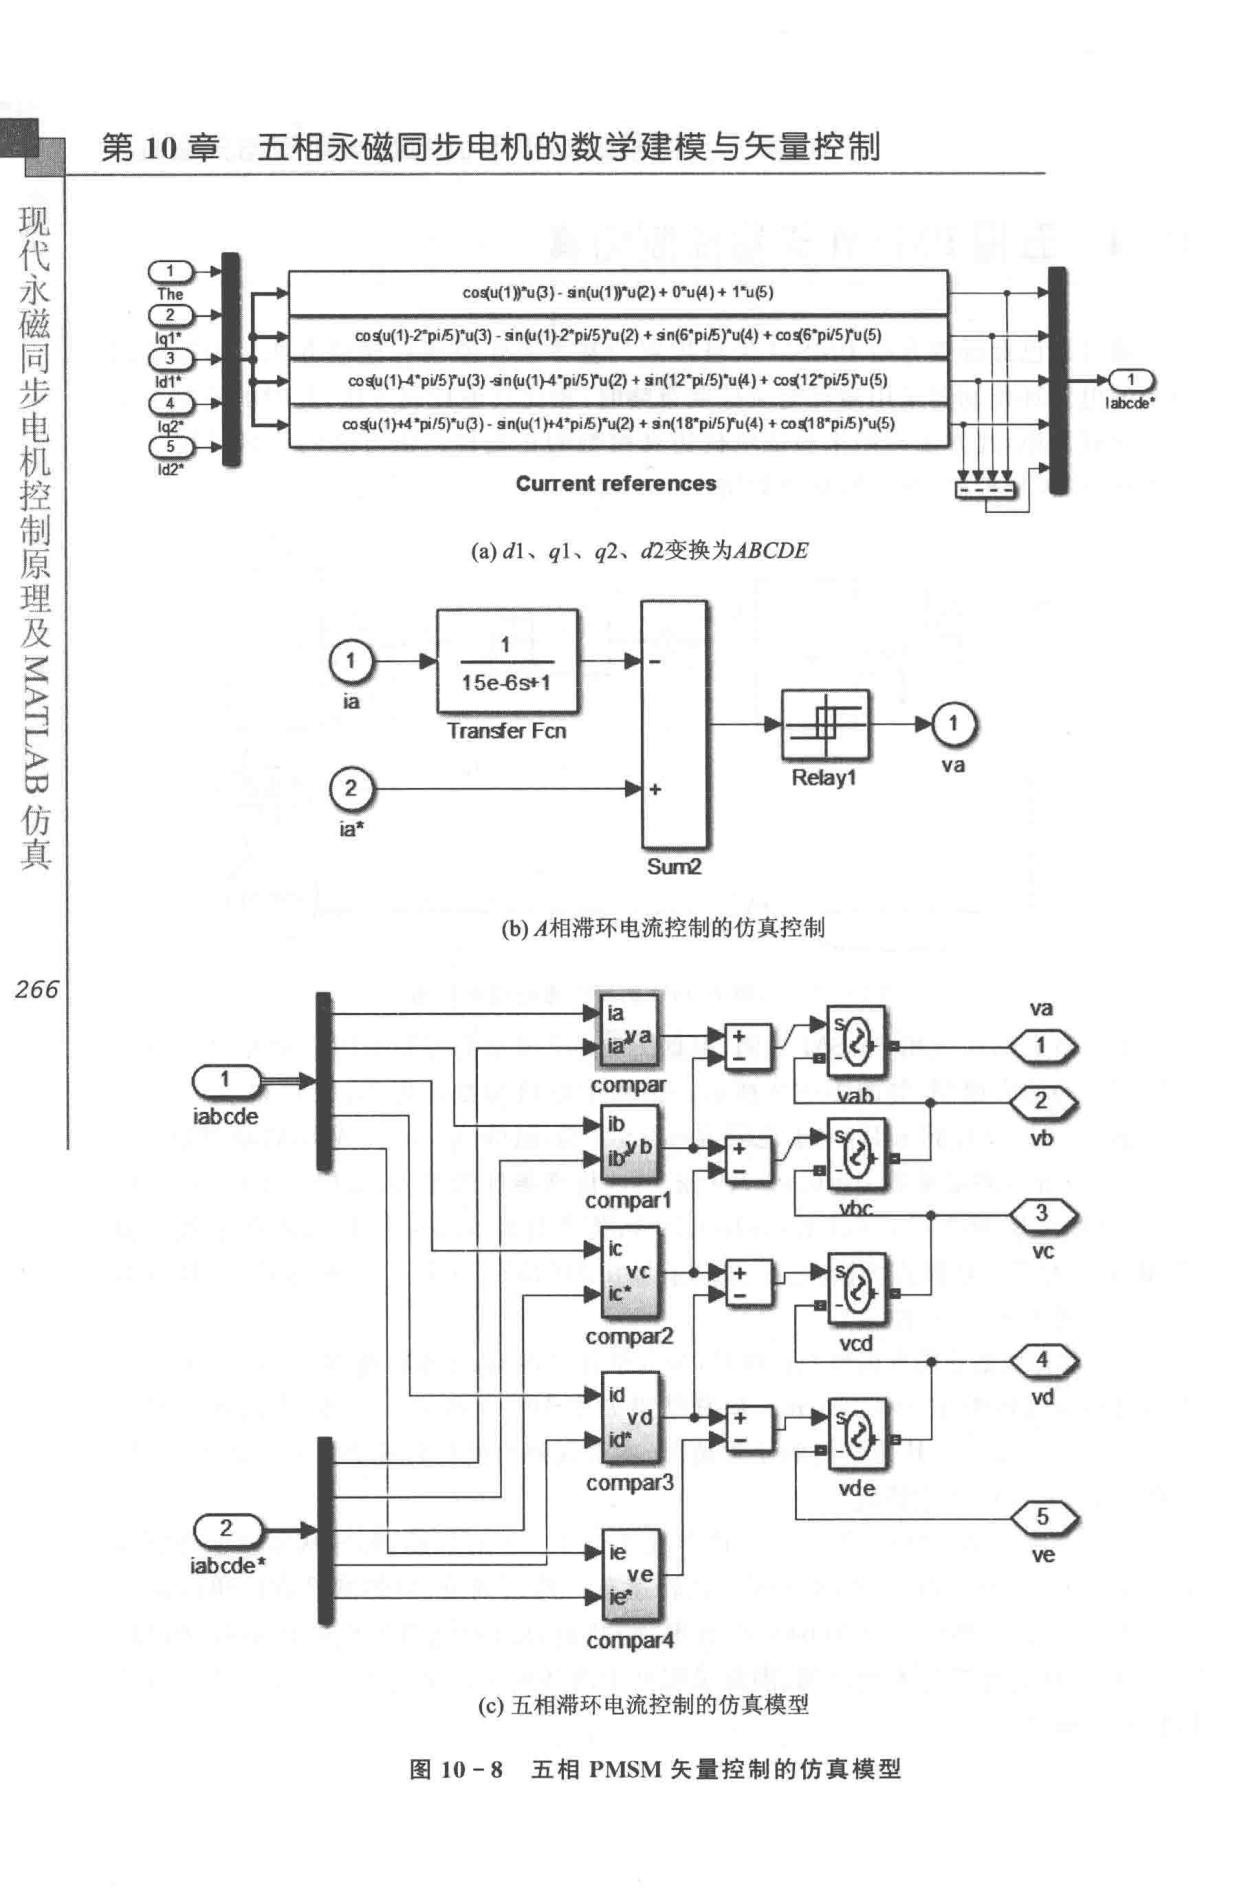 第 10 章 五相永磁同步电机的数学建模与矢量控制
现代永磁同步电机控制原理及MATLAB仿真
266
1
The
2
Iq1*
3
Id1*
4
Iq2*
5
Id2*
cos(u(1))*u(3) - sin(u(1))*u(2) + 0*u(4) + 1*u(5)
cos(u(1)-2*pi/5)*u(3) - sin(u(1)-2*pi/5)*u(2) + sin(6*pi/5)*u(4) + cos(6*pi/5)*u(5)
cos(u(1)-4*pi/5)*u(3) -sin(u(1)-4*pi/5)*u(2) + sin(12*pi/5)*u(4) + cos(12*pi/5)*u(5)
cos(u(1)+4*pi/5)*u(3) - sin(u(1)+4*pi/5)*u(2) + sin(18*pi/5)*u(4) + cos(18*pi/5)*u(5)
1
Iabcde*
Current references
(a) d1、q1、q2、d2变换为ABCDE
1
ia
1
15e-6s+1
Transfer Fcn
2
ia*
-
+
Sum2
Relay1
1
va
(b) A相滞环电流控制的仿真控制
1
iabcde
2
iabcde*
ia
va
ia*
compar
ib
vb
ib*
compar1
ic
vc
ic*
compar2
id
vd
id*
compar3
ie
ve
ie*
compar4
+
-
+
-
+
-
+
-
s
+
-
vab
s
+
-
vbc
s
+
-
vcd
s
+
-
vde
va
1
2
vb
3
vc
4
vd
5
ve
(c) 五相滞环电流控制的仿真模型
图 10-8 五相 PMSM 矢量控制的仿真模型